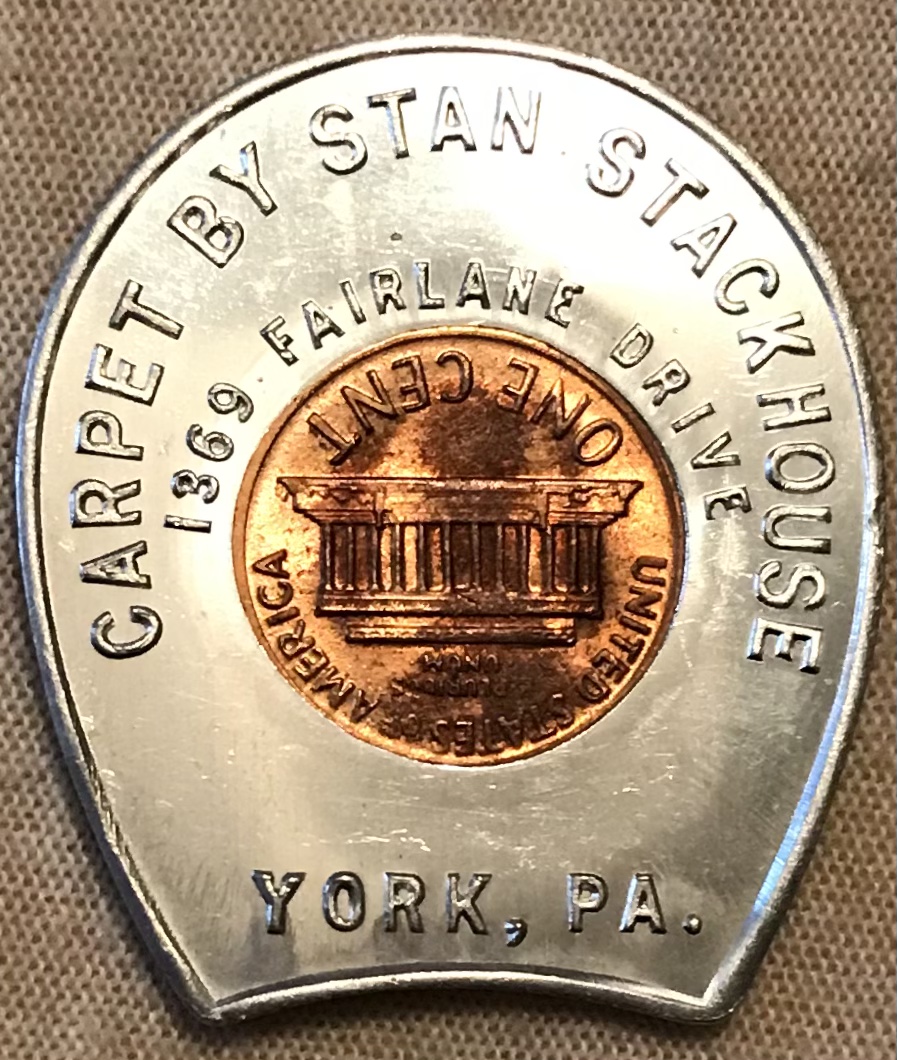 CARPET BY STAN STACKHOUSE
1369 FAIRLANE DRIVE
UNITED STATES OF AMERICA
E PLURIBUS
UNUM
ONE CENT
YORK, PA.